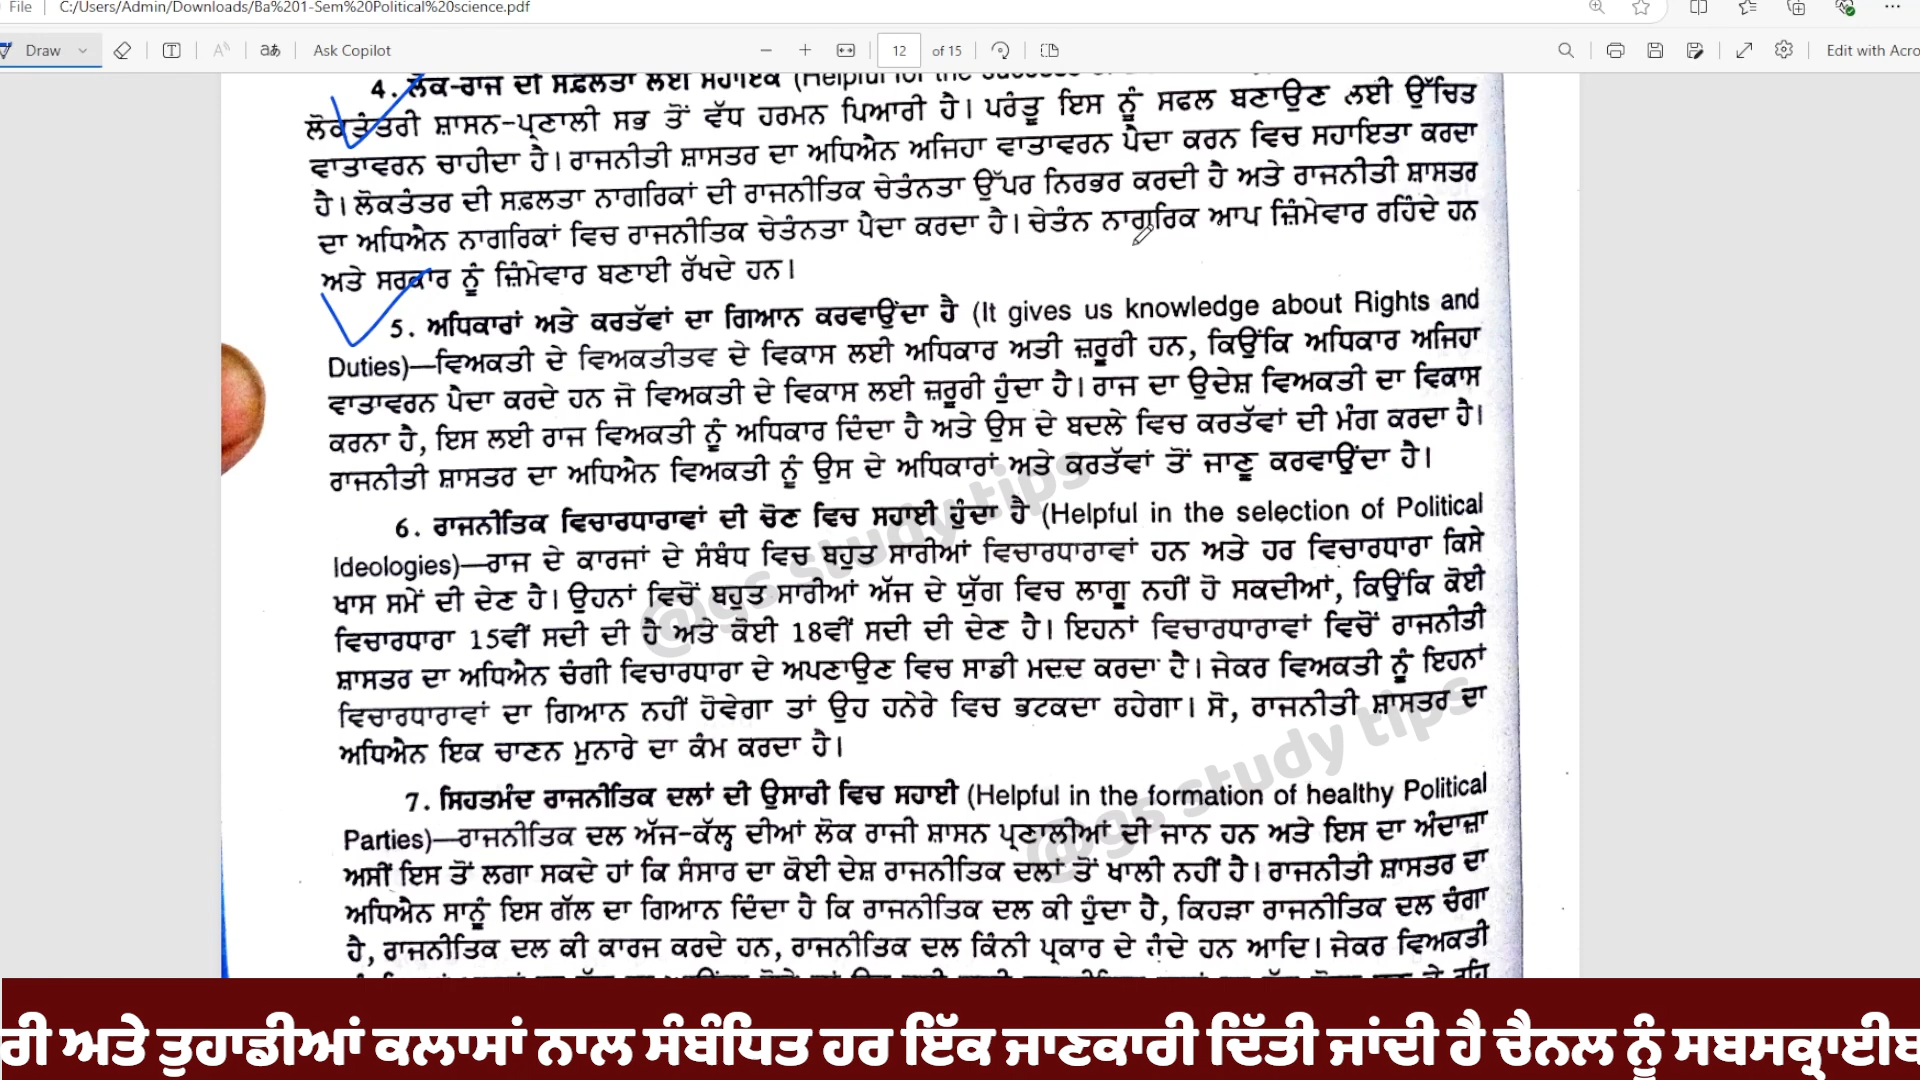 File
C:/Users/Admin/Downloads/Ba%201-Sem%20Political%20science.pdf
Draw
Ask Copilot
12 of 15
Edit with Acro
4. ਲੋਕ-ਰਾਜ ਦੀ ਸਫ਼ਲਤਾ ਲਈ ਸਹਾਇਕ (Helpful for the success of
ਲੋਕਤੰਤਰੀ ਸ਼ਾਸਨ-ਪ੍ਰਣਾਲੀ ਸਭ ਤੋਂ ਵੱਧ ਹਰਮਨ ਪਿਆਰੀ ਹੈ। ਪਰੰਤੂ ਇਸ ਨੂੰ ਸਫਲ ਬਣਾਉਣ ਲਈ ਉੱਚਿਤ
ਵਾਤਾਵਰਨ ਚਾਹੀਦਾ ਹੈ। ਰਾਜਨੀਤੀ ਸ਼ਾਸਤਰ ਦਾ ਅਧਿਐਨ ਅਜਿਹਾ ਵਾਤਾਵਰਨ ਪੈਦਾ ਕਰਨ ਵਿਚ ਸਹਾਇਤਾ ਕਰਦਾ
ਹੈ। ਲੋਕਤੰਤਰ ਦੀ ਸਫ਼ਲਤਾ ਨਾਗਰਿਕਾਂ ਦੀ ਰਾਜਨੀਤਿਕ ਚੇਤੰਨਤਾ ਉੱਪਰ ਨਿਰਭਰ ਕਰਦੀ ਹੈ ਅਤੇ ਰਾਜਨੀਤੀ ਸ਼ਾਸਤਰ
ਦਾ ਅਧਿਐਨ ਨਾਗਰਿਕਾਂ ਵਿਚ ਰਾਜਨੀਤਿਕ ਚੇਤੰਨਤਾ ਪੈਦਾ ਕਰਦਾ ਹੈ। ਚੇਤੰਨ ਨਾਗਰਿਕ ਆਪ ਜ਼ਿੰਮੇਵਾਰ ਰਹਿੰਦੇ ਹਨ
ਅਤੇ ਸਰਕਾਰ ਨੂੰ ਜ਼ਿੰਮੇਵਾਰ ਬਣਾਈ ਰੱਖਦੇ ਹਨ।
5. ਅਧਿਕਾਰਾਂ ਅਤੇ ਕਰਤੱਵਾਂ ਦਾ ਗਿਆਨ ਕਰਵਾਉਂਦਾ ਹੈ (It gives us knowledge about Rights and
Duties)—ਵਿਅਕਤੀ ਦੇ ਵਿਅਕਤੀਤਵ ਦੇ ਵਿਕਾਸ ਲਈ ਅਧਿਕਾਰ ਅਤੀ ਜ਼ਰੂਰੀ ਹਨ, ਕਿਉਂਕਿ ਅਧਿਕਾਰ ਅਜਿਹਾ
ਵਾਤਾਵਰਨ ਪੈਦਾ ਕਰਦੇ ਹਨ ਜੋ ਵਿਅਕਤੀ ਦੇ ਵਿਕਾਸ ਲਈ ਜ਼ਰੂਰੀ ਹੁੰਦਾ ਹੈ। ਰਾਜ ਦਾ ਉਦੇਸ਼ ਵਿਅਕਤੀ ਦਾ ਵਿਕਾਸ
ਕਰਨਾ ਹੈ, ਇਸ ਲਈ ਰਾਜ ਵਿਅਕਤੀ ਨੂੰ ਅਧਿਕਾਰ ਦਿੰਦਾ ਹੈ ਅਤੇ ਉਸ ਦੇ ਬਦਲੇ ਵਿਚ ਕਰਤੱਵਾਂ ਦੀ ਮੰਗ ਕਰਦਾ ਹੈ।
ਰਾਜਨੀਤੀ ਸ਼ਾਸਤਰ ਦਾ ਅਧਿਐਨ ਵਿਅਕਤੀ ਨੂੰ ਉਸ ਦੇ ਅਧਿਕਾਰਾਂ ਅਤੇ ਕਰਤੱਵਾਂ ਤੋਂ ਜਾਣੂ ਕਰਵਾਉਂਦਾ ਹੈ।
6. ਰਾਜਨੀਤਿਕ ਵਿਚਾਰਧਾਰਾਵਾਂ ਦੀ ਚੋਣ ਵਿਚ ਸਹਾਈ ਹੁੰਦਾ ਹੈ (Helpful in the selection of Political
Ideologies)—ਰਾਜ ਦੇ ਕਾਰਜਾਂ ਦੇ ਸੰਬੰਧ ਵਿਚ ਬਹੁਤ ਸਾਰੀਆਂ ਵਿਚਾਰਧਾਰਾਵਾਂ ਹਨ ਅਤੇ ਹਰ ਵਿਚਾਰਧਾਰਾ ਕਿਸੇ
ਖਾਸ ਸਮੇਂ ਦੀ ਦੇਣ ਹੈ। ਉਹਨਾਂ ਵਿਚੋਂ ਬਹੁਤ ਸਾਰੀਆਂ ਅੱਜ ਦੇ ਯੁੱਗ ਵਿਚ ਲਾਗੂ ਨਹੀਂ ਹੋ ਸਕਦੀਆਂ, ਕਿਉਂਕਿ ਕੋਈ
ਵਿਚਾਰਧਾਰਾ 15ਵੀਂ ਸਦੀ ਦੀ ਹੈ ਅਤੇ ਕੋਈ 18ਵੀਂ ਸਦੀ ਦੀ ਦੇਣ ਹੈ। ਇਹਨਾਂ ਵਿਚਾਰਧਾਰਾਵਾਂ ਵਿਚੋਂ ਰਾਜਨੀਤੀ
ਸ਼ਾਸਤਰ ਦਾ ਅਧਿਐਨ ਚੰਗੀ ਵਿਚਾਰਧਾਰਾ ਦੇ ਅਪਣਾਉਣ ਵਿਚ ਸਾਡੀ ਮਦਦ ਕਰਦਾ ਹੈ। ਜੇਕਰ ਵਿਅਕਤੀ ਨੂੰ ਇਹਨਾਂ
ਵਿਚਾਰਧਾਰਾਵਾਂ ਦਾ ਗਿਆਨ ਨਹੀਂ ਹੋਵੇਗਾ ਤਾਂ ਉਹ ਹਨੇਰੇ ਵਿਚ ਭਟਕਦਾ ਰਹੇਗਾ। ਸੋ, ਰਾਜਨੀਤੀ ਸ਼ਾਸਤਰ ਦਾ
ਅਧਿਐਨ ਇਕ ਚਾਣਨ ਮੁਨਾਰੇ ਦਾ ਕੰਮ ਕਰਦਾ ਹੈ।
@gs study tips
7. ਸਿਹਤਮੰਦ ਰਾਜਨੀਤਿਕ ਦਲਾਂ ਦੀ ਉਸਾਰੀ ਵਿਚ ਸਹਾਈ (Helpful in the formation of healthy Political
Parties)—ਰਾਜਨੀਤਿਕ ਦਲ ਅੱਜ-ਕੱਲ੍ਹ ਦੀਆਂ ਲੋਕ ਰਾਜੀ ਸ਼ਾਸਨ ਪ੍ਰਣਾਲੀਆਂ ਦੀ ਜਾਨ ਹਨ ਅਤੇ ਇਸ ਦਾ ਅੰਦਾਜ਼ਾ
ਅਸੀਂ ਇਸ ਤੋਂ ਲਗਾ ਸਕਦੇ ਹਾਂ ਕਿ ਸੰਸਾਰ ਦਾ ਕੋਈ ਦੇਸ਼ ਰਾਜਨੀਤਿਕ ਦਲਾਂ ਤੋਂ ਖਾਲੀ ਨਹੀਂ ਹੈ। ਰਾਜਨੀਤੀ ਸ਼ਾਸਤਰ ਦਾ
ਅਧਿਐਨ ਸਾਨੂੰ ਇਸ ਗੱਲ ਦਾ ਗਿਆਨ ਦਿੰਦਾ ਹੈ ਕਿ ਰਾਜਨੀਤਿਕ ਦਲ ਕੀ ਹੁੰਦਾ ਹੈ, ਕਿਹੜਾ ਰਾਜਨੀਤਿਕ ਦਲ ਚੰਗਾ
ਹੈ, ਰਾਜਨੀਤਿਕ ਦਲ ਕੀ ਕਾਰਜ ਕਰਦੇ ਹਨ, ਰਾਜਨੀਤਿਕ ਦਲ ਕਿੰਨੀ ਪ੍ਰਕਾਰ ਦੇ ਹੁੰਦੇ ਹਨ ਆਦਿ। ਜੇਕਰ ਵਿਅਕਤੀ
@gs study tips
ਰੀ ਅਤੇ ਤੁਹਾਡੀਆਂ ਕਲਾਸਾਂ ਨਾਲ ਸੰਬੰਧਿਤ ਹਰ ਇੱਕ ਜਾਣਕਾਰੀ ਦਿੱਤੀ ਜਾਂਦੀ ਹੈ ਚੈਨਲ ਨੂੰ ਸਬਸਕ੍ਰਾਈਬ